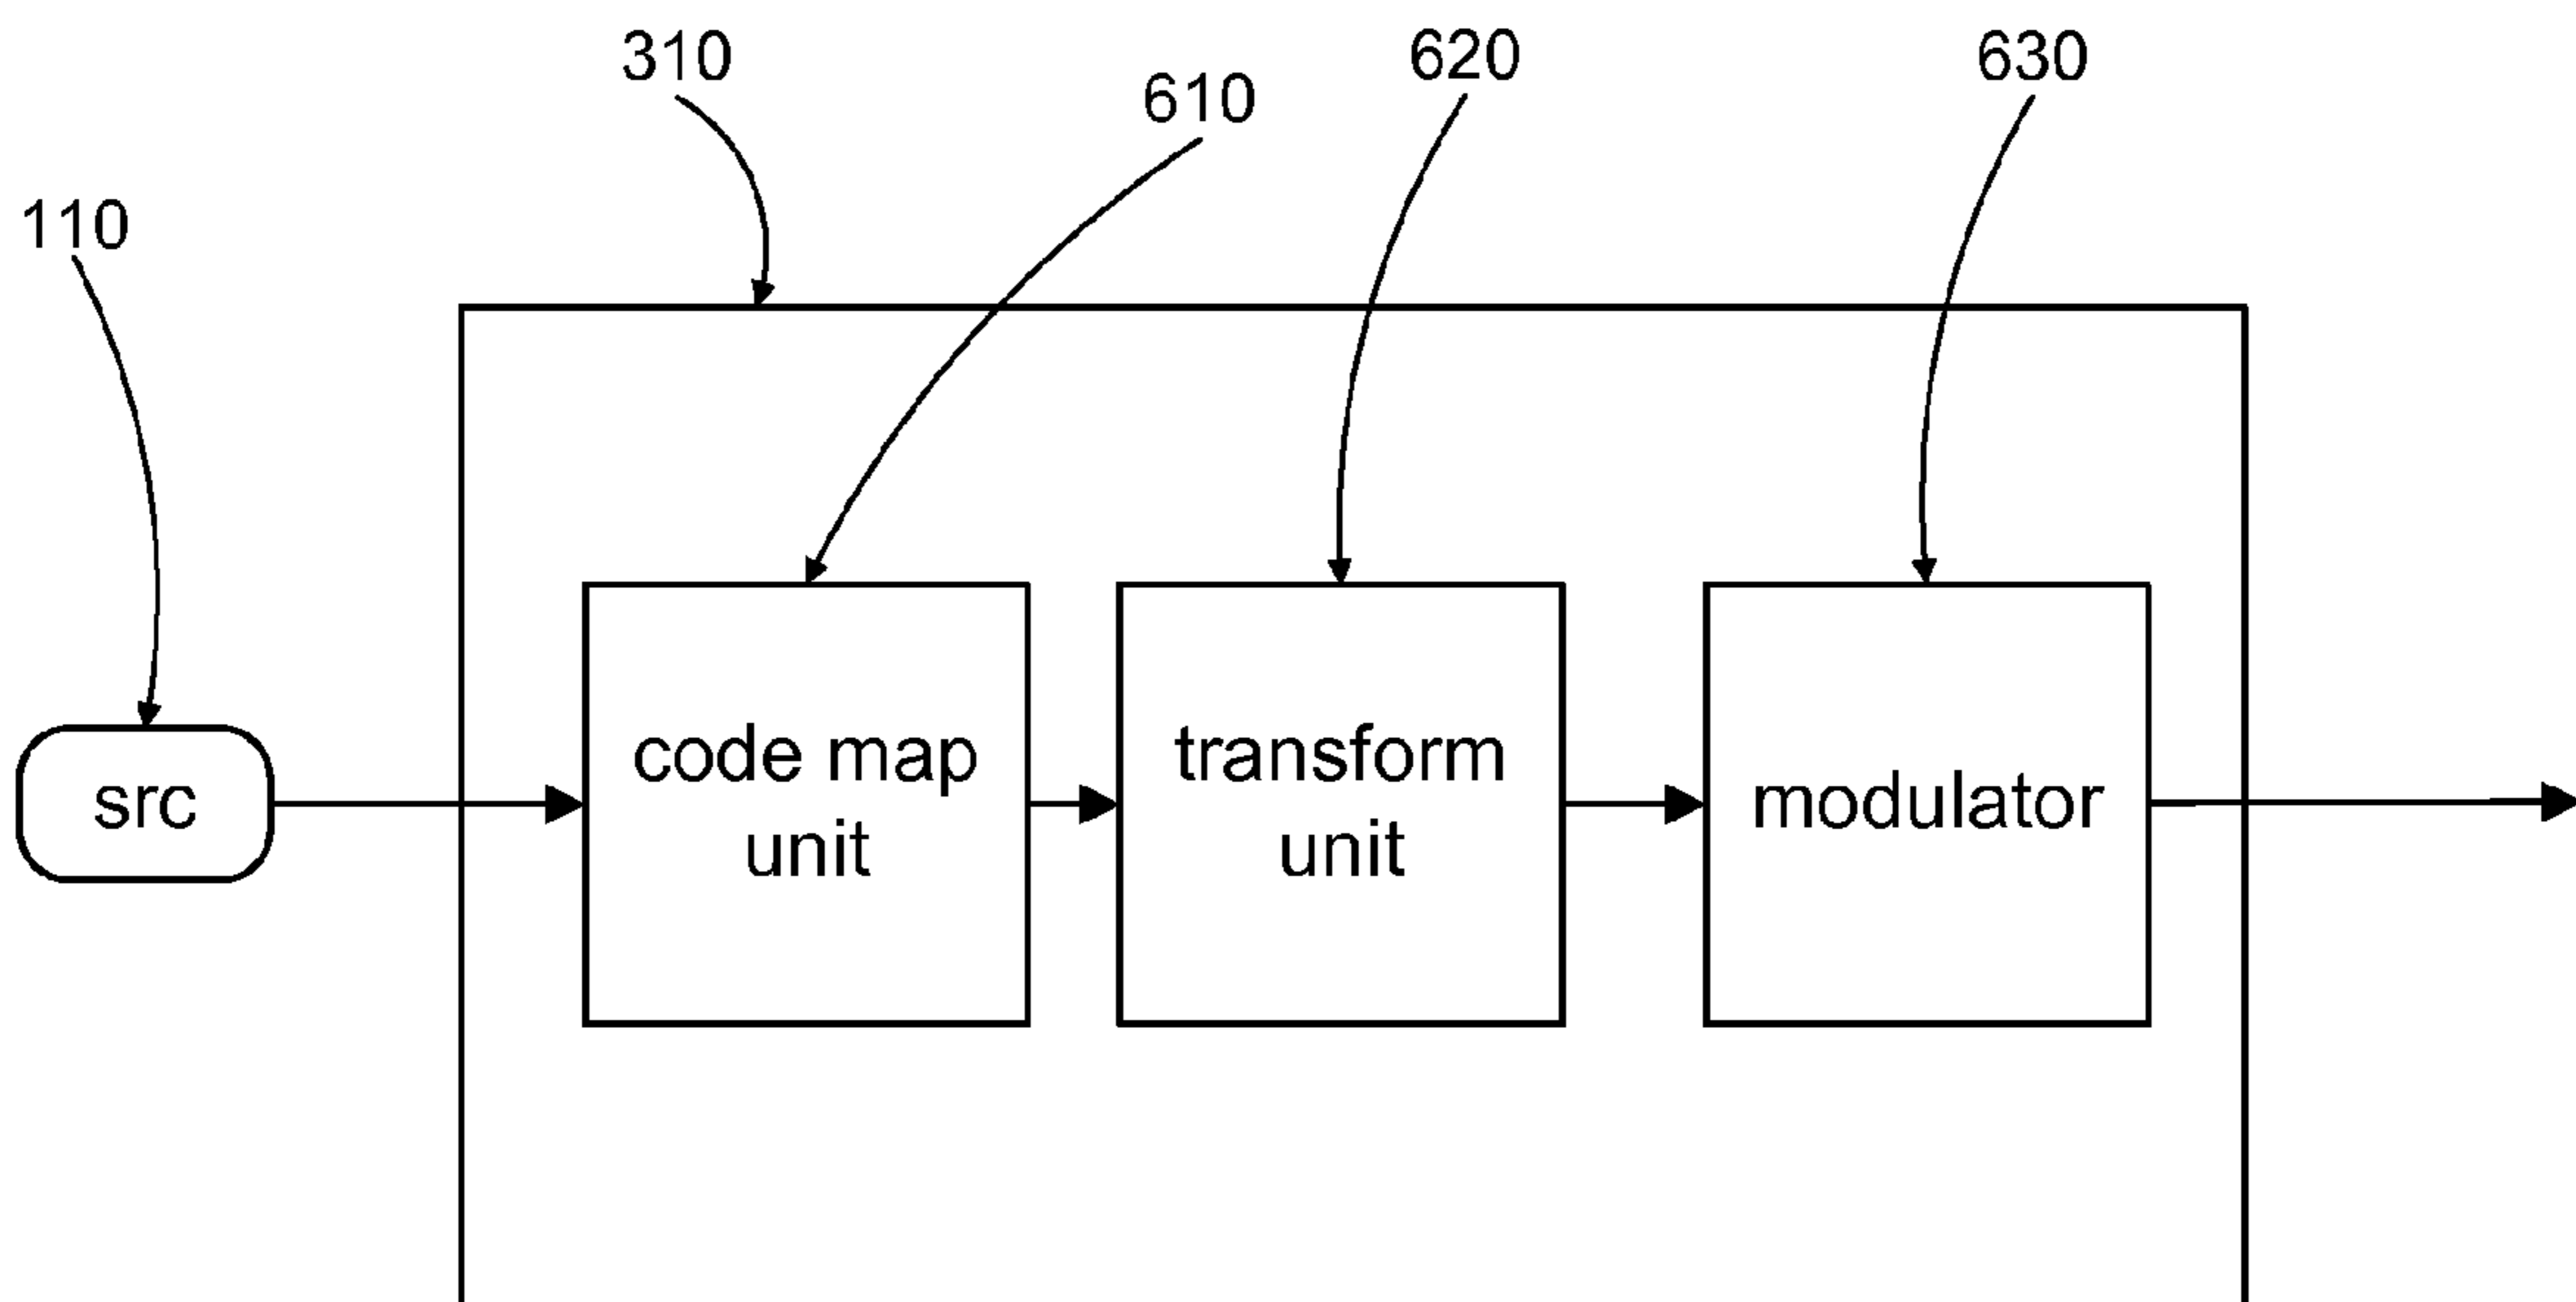 310
620
630
610
110
code map
unit
transform
unit
modulator
src